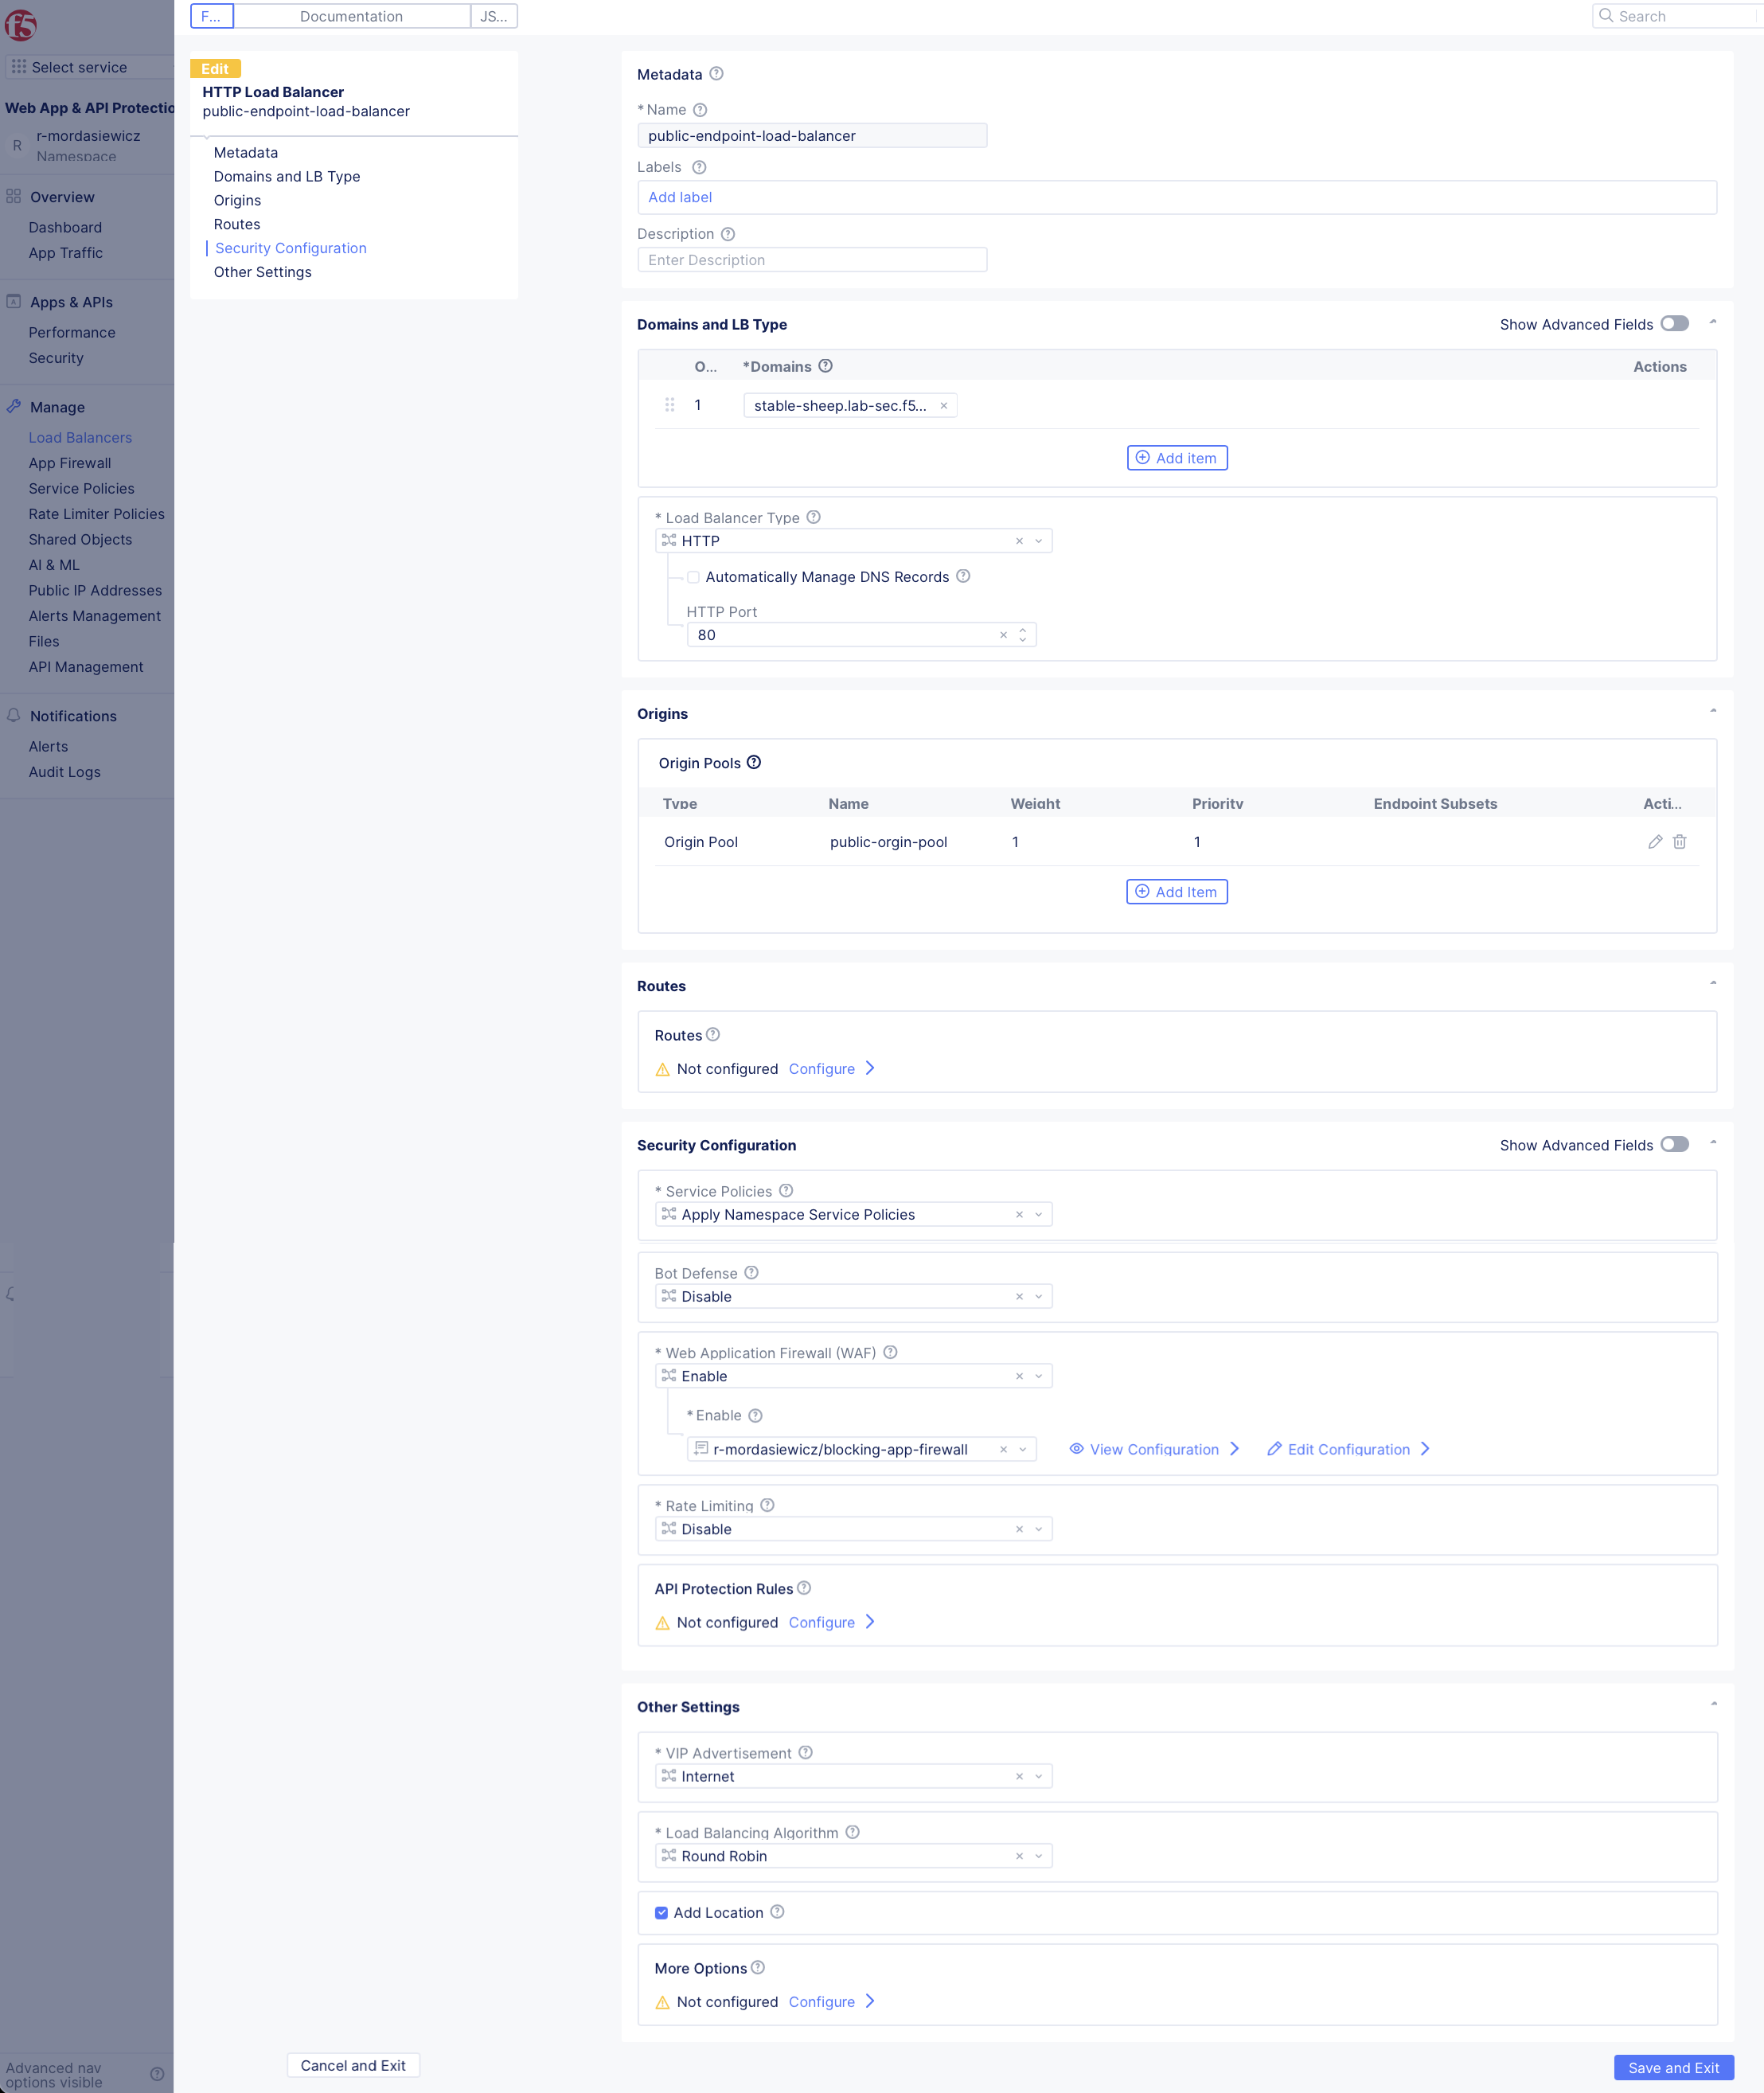 f5
Select service
Web App & API Protectio
R
r-mordasiewicz
Namespace
Overview
Dashboard
App Traffic
Apps & APIs
Performance
Security
Manage
Load Balancers
App Firewall
Service Policies
Rate Limiter Policies
Shared Objects
AI & ML
Public IP Addresses
Alerts Management
Files
API Management
Notifications
Alerts
Audit Logs
Advanced nav
options visible
F...
Documentation
JS...
Search
Edit
HTTP Load Balancer
public-endpoint-load-balancer
Metadata
Domains and LB Type
Origins
Routes
Security Configuration
Other Settings
Metadata
* Name
public-endpoint-load-balancer
Labels
Add label
Description
Enter Description
Domains and LB Type
Show Advanced Fields
O... *Domains Actions
1 stable-sheep.lab-sec.f5...
Add item
* Load Balancer Type
HTTP
Automatically Manage DNS Records
HTTP Port
80
Origins
Origin Pools
Type Name Weight Priority Endpoint Subsets Acti...
Origin Pool public-orgin-pool 1 1
Add Item
Routes
Routes
Not configured Configure
Security Configuration
Show Advanced Fields
* Service Policies
Apply Namespace Service Policies
Bot Defense
Disable
* Web Application Firewall (WAF)
Enable
* Enable
r-mordasiewicz/blocking-app-firewall View Configuration Edit Configuration
* Rate Limiting
Disable
API Protection Rules
Not configured Configure
Other Settings
* VIP Advertisement
Internet
* Load Balancing Algorithm
Round Robin
Add Location
More Options
Not configured Configure
Cancel and Exit
Save and Exit